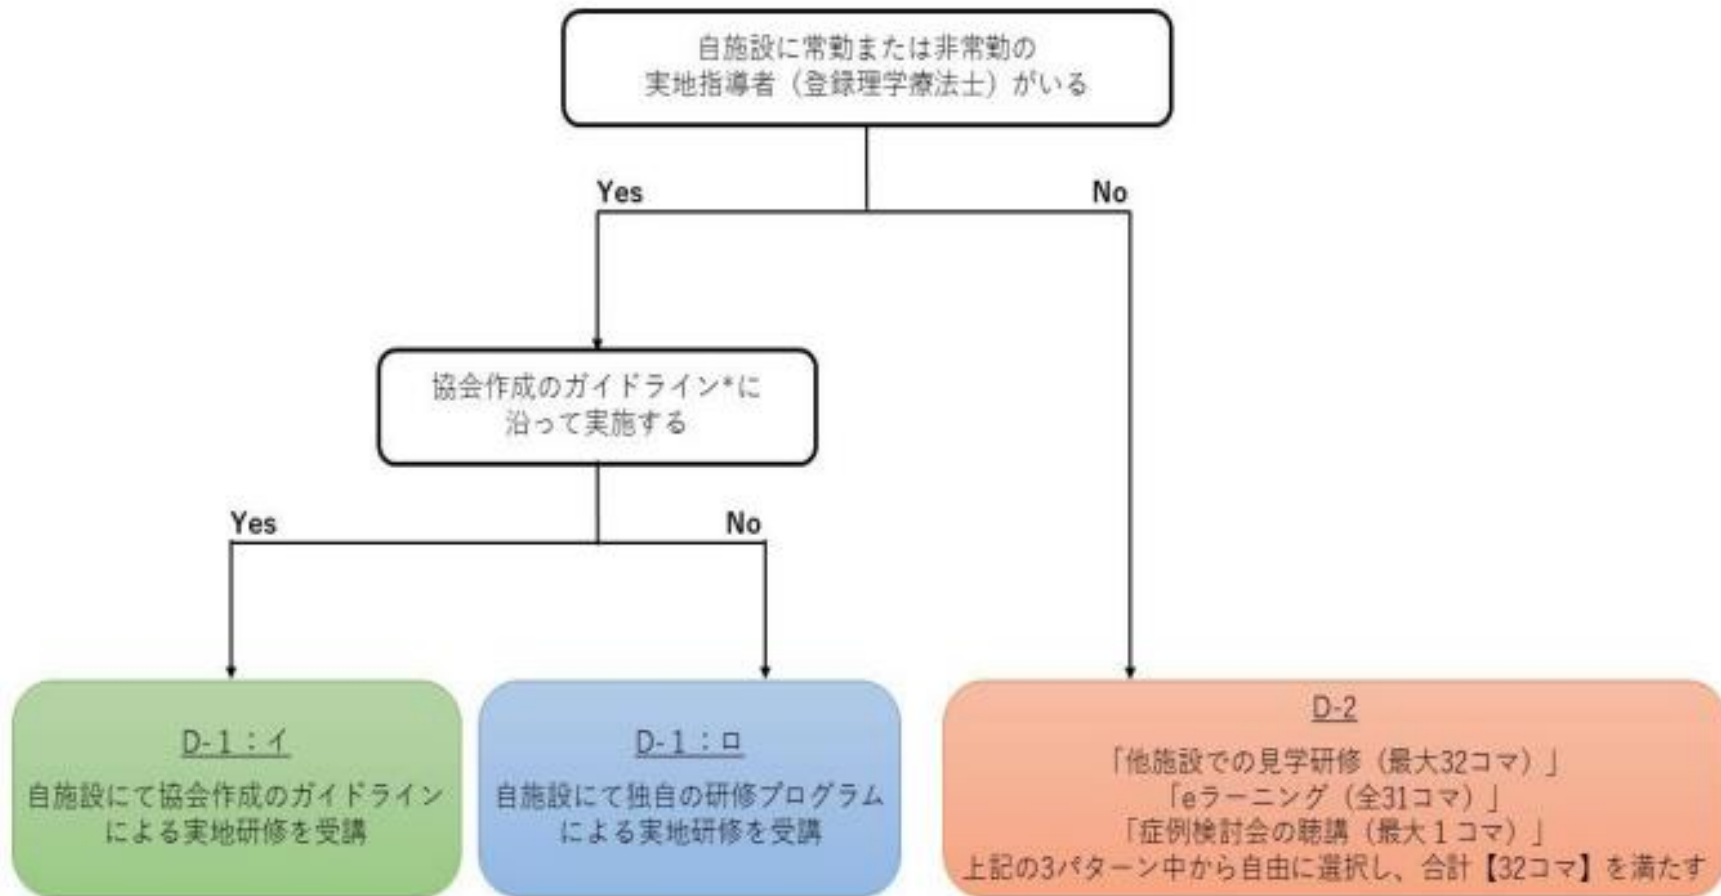 自施設に常勤または非常勤の
実地指導者（登録理学療法士）がいる
Yes
No
協会作成のガイドライン*に
沿って実施する
Yes
No
D-1：イ
自施設にて協会作成のガイドライン
による実地研修を受講
D-1：ロ
自施設にて独自の研修プログラム
による実地研修を受講
D-2
「他施設での見学研修（最大32コマ）」
「eラーニング（全31コマ）」
「症例検討会の聴講（最大１コマ）」
上記の3パターン中から自由に選択し、合計【32コマ】を満たす